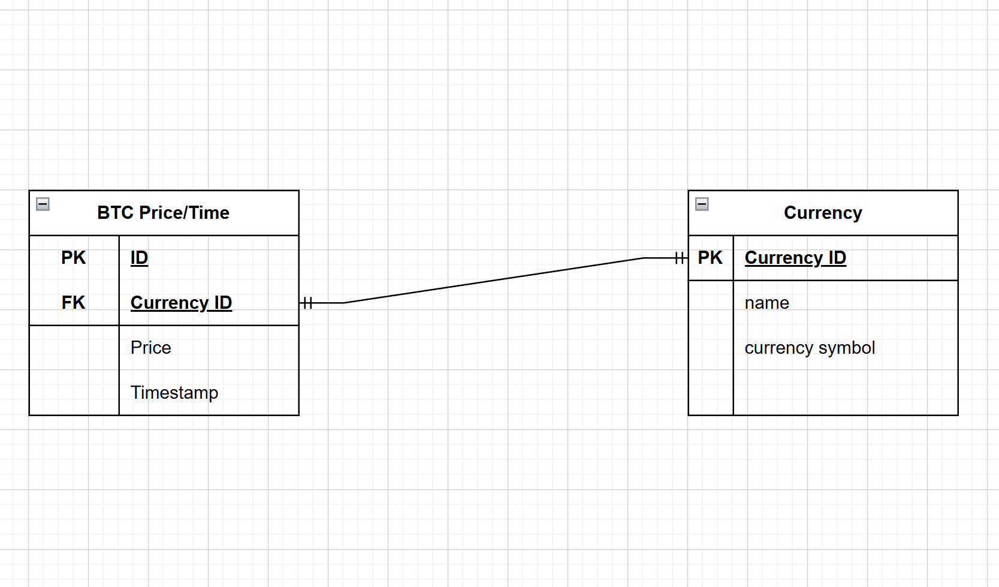 BTC Price/Time
PK ID
FK Currency ID
Price
Timestamp
Currency
PK Currency ID
name
currency symbol